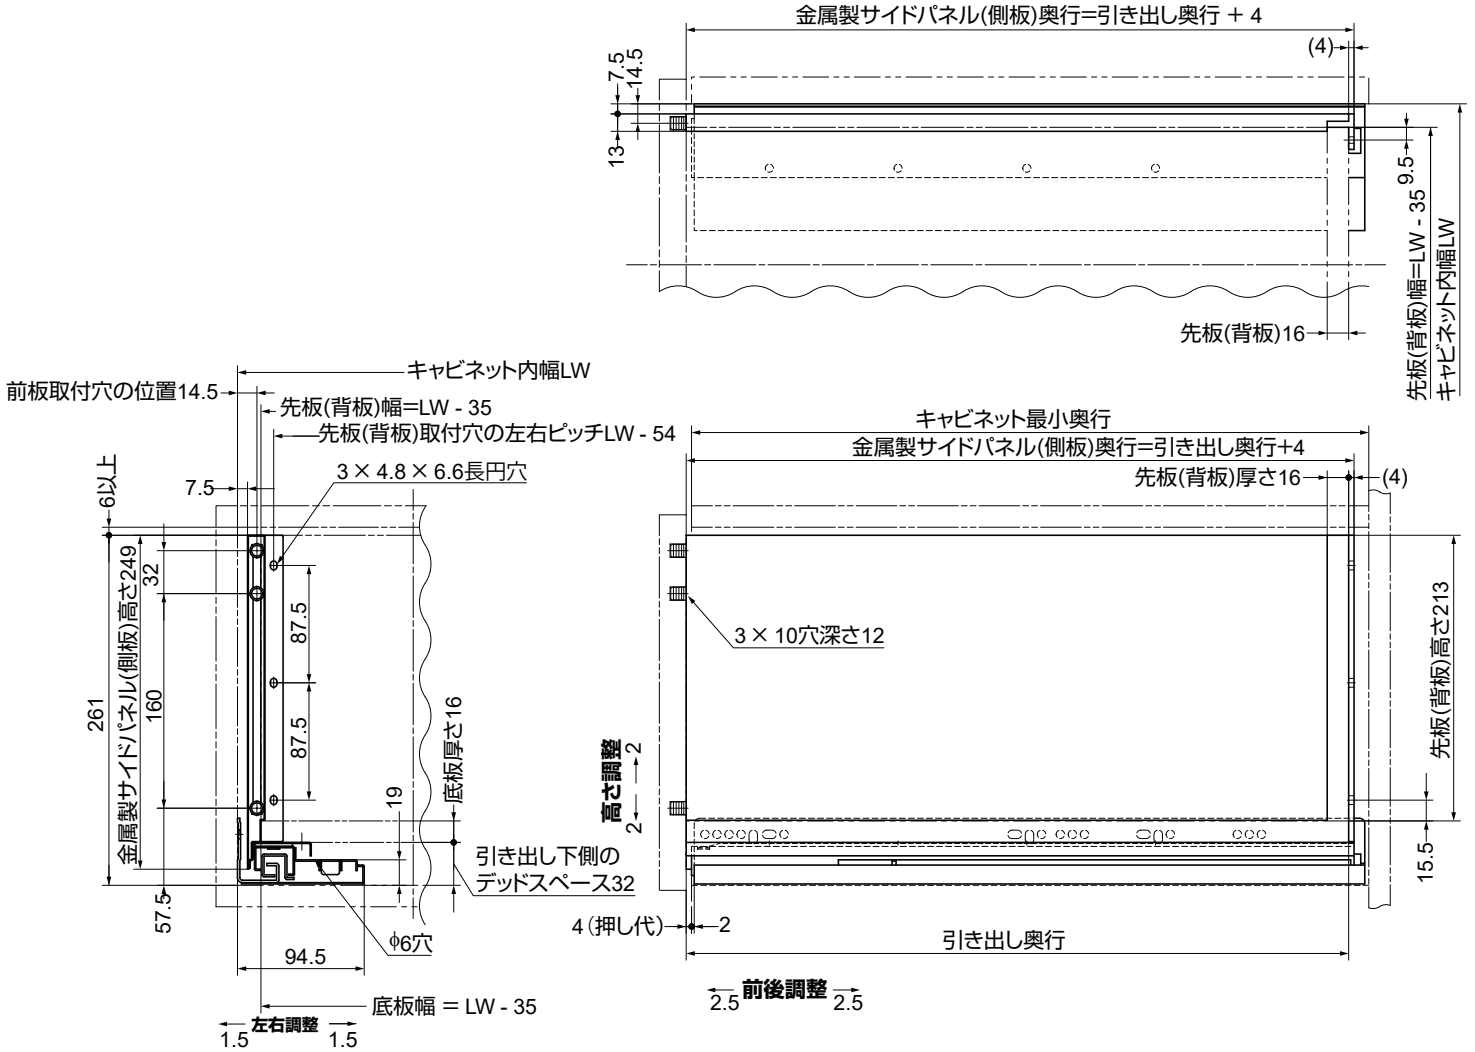 金属製サイドパネル(側板)奥行=引き出し奥行 + 4
(4)
7.5
14.5
13
9.5
先板(背板)幅=LW - 35
キャビネット内幅LW
先板(背板)16
キャビネット内幅LW
前板取付穴の位置14.5
先板(背板)幅=LW - 35
先板(背板)取付穴の左右ピッチLW - 54
3 × 4.8 × 6.6長円穴
6以上
7.5
金属製サイドパネル(側板)高さ249
32
160
261
57.5
87.5
87.5
19
底板厚さ16
引き出し下側の
デッドスペース32
φ6穴
94.5
底板幅 = LW - 35
左右調整
1.5
1.5
キャビネット最小奥行
金属製サイドパネル(側板)奥行=引き出し奥行+4
先板(背板)厚さ16
(4)
3 × 10穴深さ12
先板(背板)高さ213
15.5
高さ調整
2
2
4(押し代)
2
引き出し奥行
前後調整
2.5
2.5